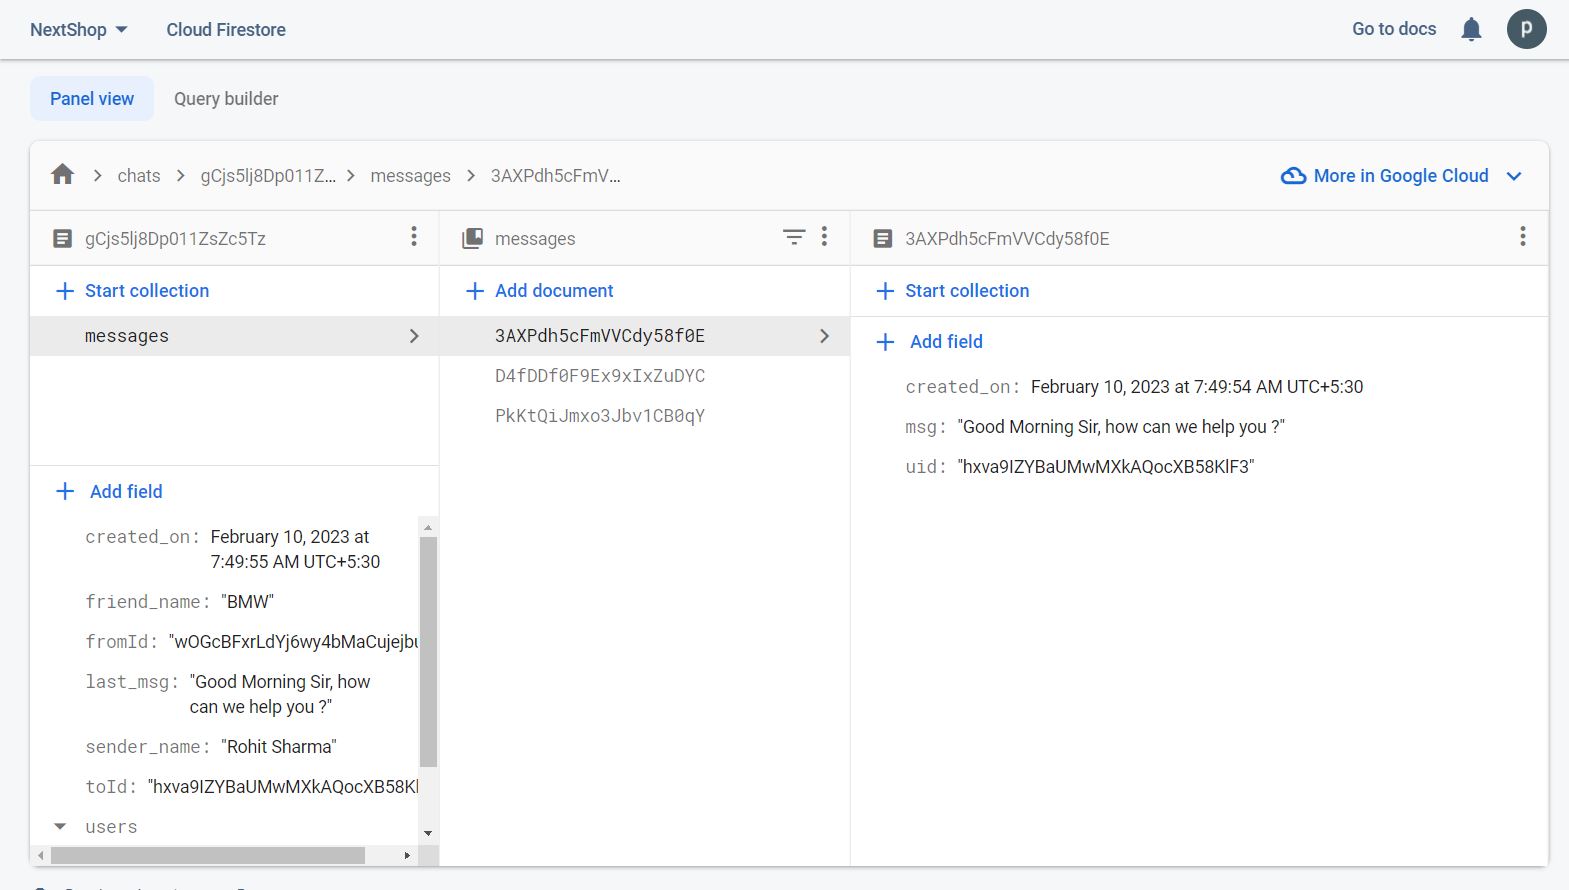 NextShop Cloud Firestore Go to docs p
Panel view Query builder
chats gCjs5lj8Dp011Z... messages 3AXPdh5cFmV... More in Google Cloud
gCjs5lj8Dp011ZsZc5Tz
Start collection
messages
Add field
created_on: February 10, 2023 at
7:49:55 AM UTC+5:30
friend_name: "BMW"
fromId: "wOGcBFxrLdYj6wy4bMaCujejbu
last_msg: "Good Morning Sir, how
can we help you ?"
sender_name: "Rohit Sharma"
toId: "hxva9IZYBaUMwMXkAQocXB58Kl
users
messages
Add document
3AXPdh5cFmVVCdy58f0E
D4fDDf0F9Ex9xIxZuDYC
PkKtQiJmxo3Jbv1CB0qY
3AXPdh5cFmVVCdy58f0E
Start collection
Add field
created_on: February 10, 2023 at 7:49:54 AM UTC+5:30
msg: "Good Morning Sir, how can we help you ?"
uid: "hxva9IZYBaUMwMXkAQocXB58KlF3"